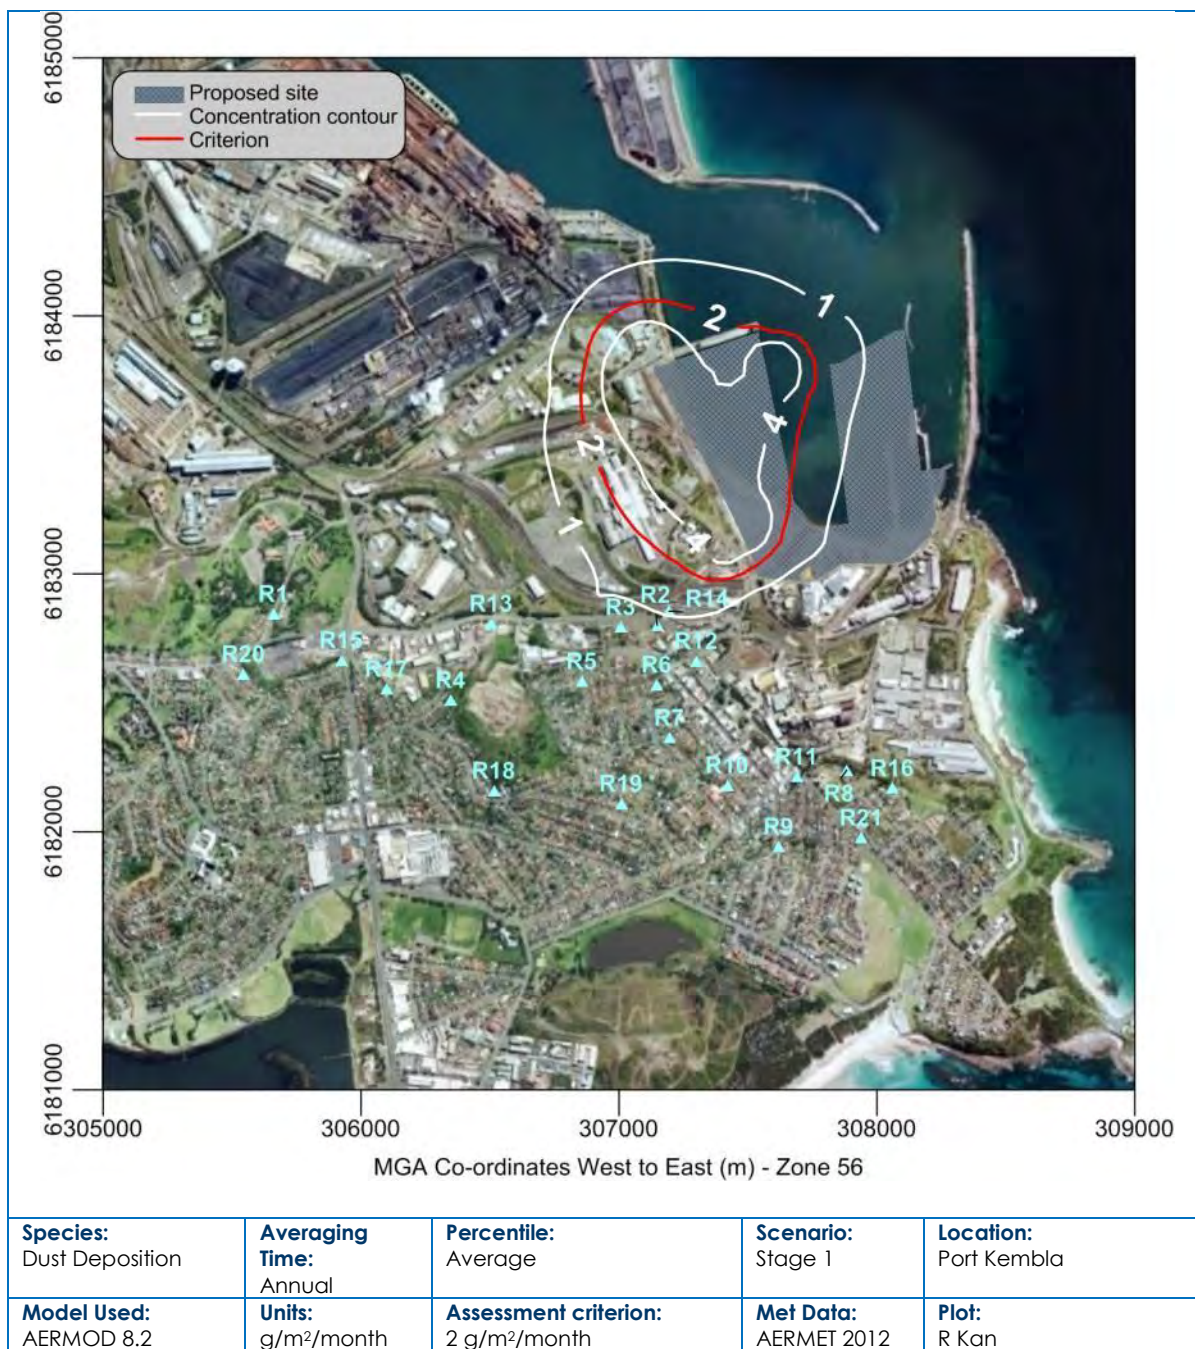 6185000
Proposed site
Concentration contour
Criterion
6184000
1
2
4
2
1
4
6183000
R1
R13
R3
R2
R14
R15
R12
R20
R17
R4
R5
R6
R7
R18
R19
R10
R11
R8
R16
6182000
R9
R21
6181000
305000
306000
307000
308000
309000
MGA Co-ordinates West to East (m) - Zone 56
Species:
Dust Deposition
Averaging
Time:
Annual
Percentile:
Average
Scenario:
Stage 1
Location:
Port Kembla
Model Used:
AERMOD 8.2
Units:
g/m²/month
Assessment criterion:
2 g/m²/month
Met Data:
AERMET 2012
Plot:
R Kan